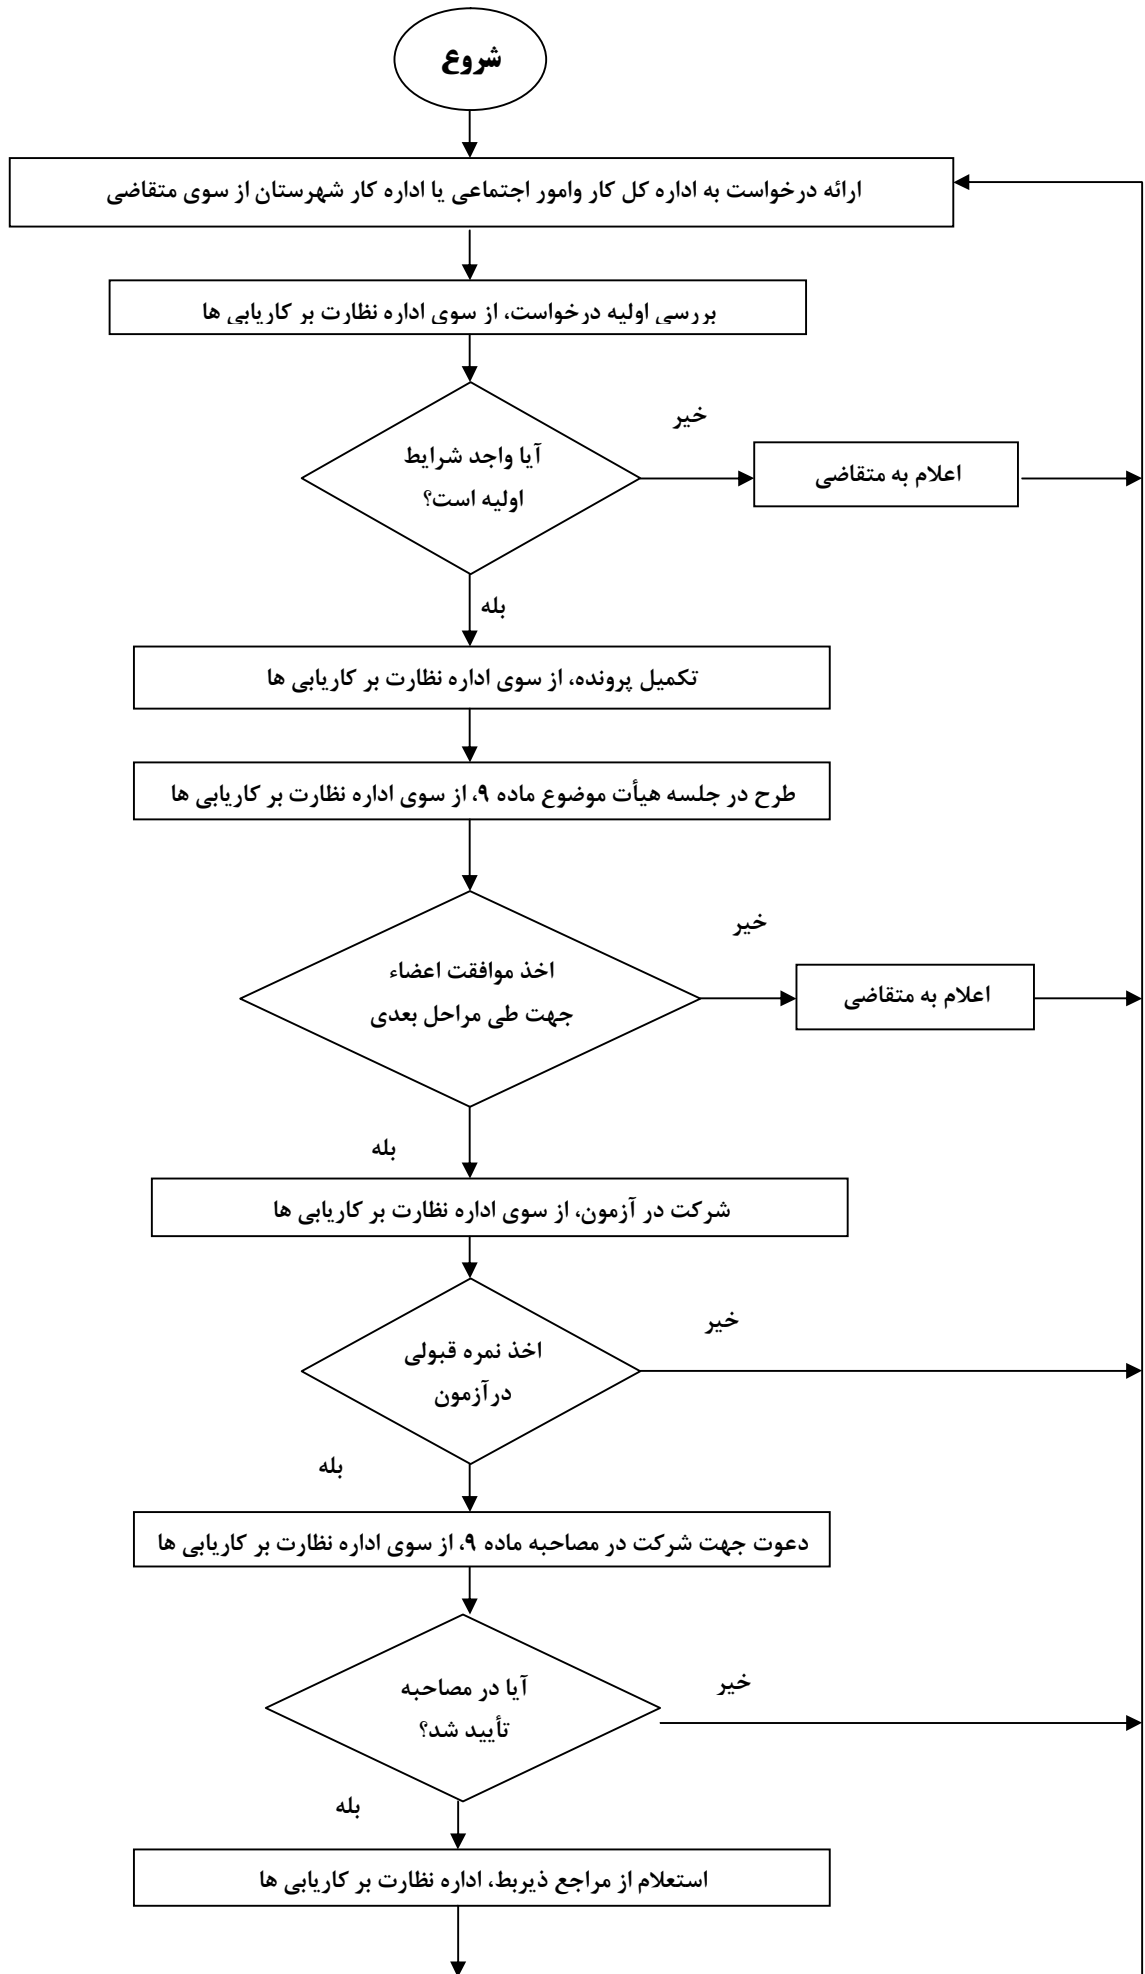 شروع
ارائه درخواست به اداره کل کار وامور اجتماعی یا اداره کار شهرستان از سوی متقاضی
بررسی اولیه درخواست، از سوی اداره نظارت بر کاریابی ها
آیا واجد شرایط
اولیه است؟
خیر
اعلام به متقاضی
بله
تکمیل پرونده، از سوی اداره نظارت بر کاریابی ها
طرح در جلسه هیأت موضوع ماده ۹، از سوی اداره نظارت بر کاریابی ها
اخذ موافقت اعضاء
جهت طی مراحل بعدی
خیر
اعلام به متقاضی
بله
شرکت در آزمون، از سوی اداره نظارت بر کاریابی ها
اخذ نمره قبولی
درآزمون
خیر
بله
دعوت جهت شرکت در مصاحبه ماده ۹، از سوی اداره نظارت بر کاریابی ها
آیا در مصاحبه
تأیید شد؟
خیر
بله
استعلام از مراجع ذیربط، اداره نظارت بر کاریابی ها